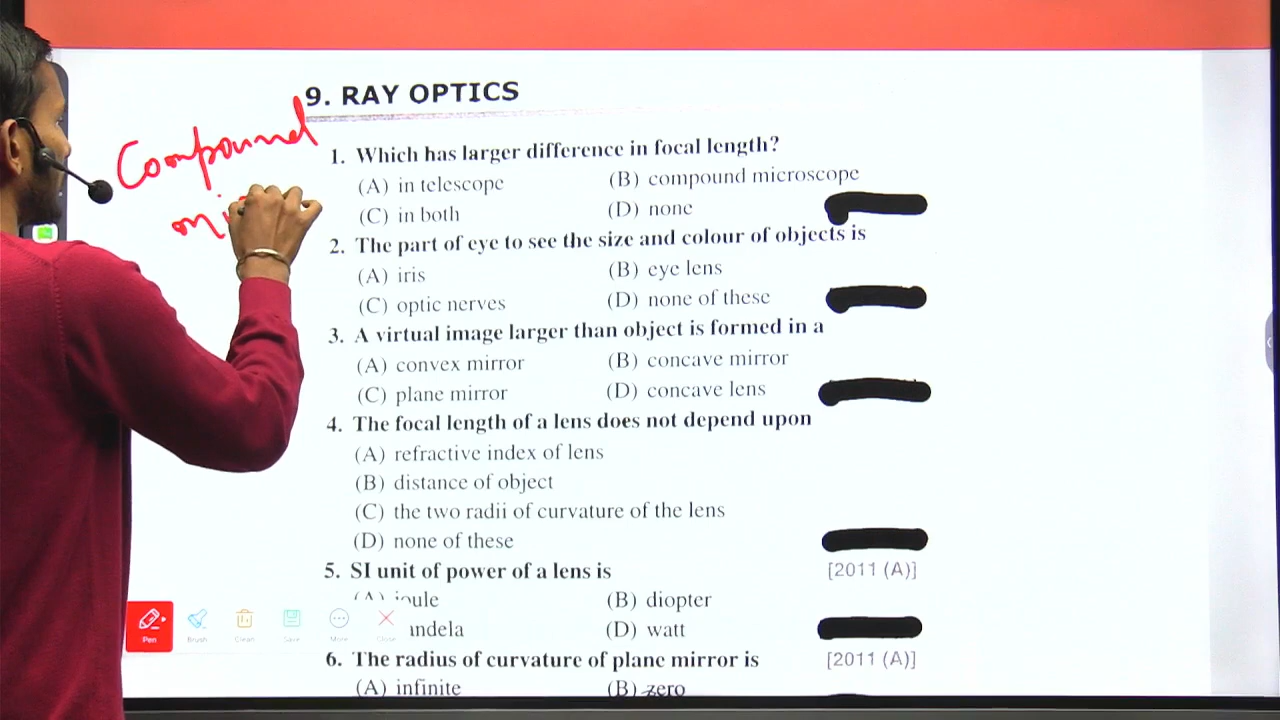 9. RAY OPTICS
Compound
mi
1. Which has larger difference in focal length?
(A) in telescope (B) compound microscope
(C) in both (D) none
2. The part of eye to see the size and colour of objects is
(A) iris (B) eye lens
(C) optic nerves (D) none of these
3. A virtual image larger than object is formed in a
(A) convex mirror (B) concave mirror
(C) plane mirror (D) concave lens
4. The focal length of a lens does not depend upon
(A) refractive index of lens
(B) distance of object
(C) the two radii of curvature of the lens
(D) none of these
5. SI unit of power of a lens is [2011 (A)]
(A) joule (B) diopter
ndela (D) watt
6. The radius of curvature of plane mirror is [2011 (A)]
(A) infinite (B) zero
Pen Brush Clean Save More Close